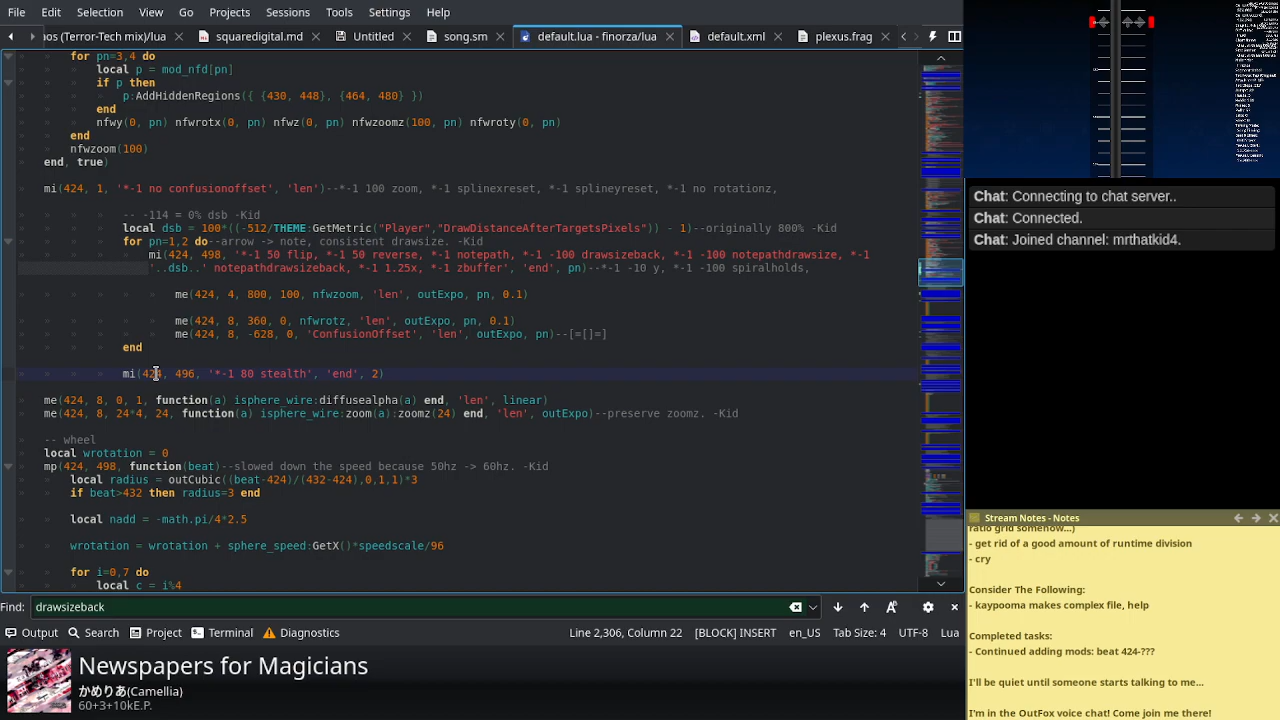 File Edit Selection View Go Projects Sessions Tools Settings Help
os (Terror-Tech mix)/lua squaredigital.md Untitled song.sm default.lua - finorza/lua default.xml plexus.frag
for pn=3,4 do
local p = mod_nfd[pn]
if p then
p:AddHiddenRegions( { {430, 448}, {464, 480} })
end
nfwy(0, pn) nfwrotx(0, pn) nfwz(0, pn) nfwzoomz(100, pn) nfwroty(0, pn)
end
nfwzoom(100)
end, true)
mi(424, 1, '*-1 no confusionoffset', 'len')--*-1 100 zoom, *-1 splinexreset, *-1 splineyreset, *-1 no rotationz,
-- -114 = 0% dsb -Kid
local dsb = 100*(-512/THEME:GetMetric("Player","DrawDistanceAfterTargetsPixels") - 1)--originally 800% -Kid
for pn=1,2 do--arrow -> note, consistent drawsize. -Kid
mi(424, 498, '*-1 50 flip, *-1 50 reverse, *-1 notepath, *-1 -100 drawsizeback, *-1 -100 notepathdrawsize, *-1
'..dsb..' notepathdrawsizeback, *-1 1.25x, *-1 zbuffer', 'end', pn)--*-1 -10 y, *-1 -100 spiralholds,
me(424, 4, 800, 100, nfwzoom, 'len', outExpo, pn, 0.1)
me(424, 8, 360, 0, nfwrotz, 'len', outExpo, pn, 0.1)
me(424, 8, -628, 0, 'ConfusionOffset', 'len', outExpo, pn)--[=[]=]
end
mi(424, 496, '*-1 80 stealth', 'end', 2)
me(424, 8, 0, 1, function(a) sphere_wire:diffusealpha(a) end, 'len', linear)
me(424, 8, 24*4, 24, function(a) isphere_wire:zoom(a):zoomz(24) end, 'len', outExpo)--preserve zoomz. -Kid
-- wheel
local wrotation = 0
mp(424, 498, function(beat)--slowed down the speed because 50hz -> 60hz. -Kid
local radius = outCubic((beat-424)/(432-424),0,1,1)*3
if beat>432 then radius=3 end
local nadd = -math.pi/4*2.5
wrotation = wrotation + sphere_speed:GetX()*speedscale/96
for i=0,7 do
local c = i%4
Find: drawsizeback
Output Search Project Terminal Diagnostics Line 2,306, Column 22 [BLOCK] INSERT en_US Tab Size: 4 UTF-8 Lua
Newspapers for Magicians
かめりあ(Camellia)
60+3+10kE.P.
Chat: Connecting to chat server..
Chat: Connected.
Chat: Joined channel: mrthatkid4.
Stream Notes - Notes
ratio grid somehow...)
- get rid of a good amount of runtime division
- cry
Consider The Following:
- kaypooma makes complex file, help
Completed tasks:
- Continued adding mods: beat 424-???
I'll be quiet until someone starts talking to me...
I'm in the OutFox voice chat! Come join me there!